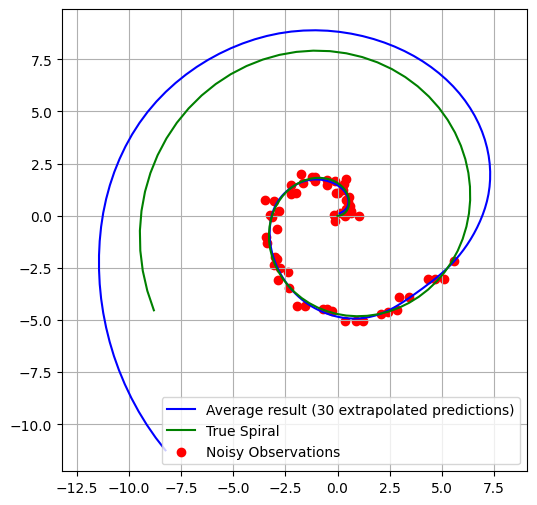 7.5
5.0
2.5
0.0
−2.5
−5.0
−7.5
−10.0
Average result (30 extrapolated predictions)
True Spiral
Noisy Observations
−12.5 −10.0 −7.5 −5.0 −2.5 0.0 2.5 5.0 7.5